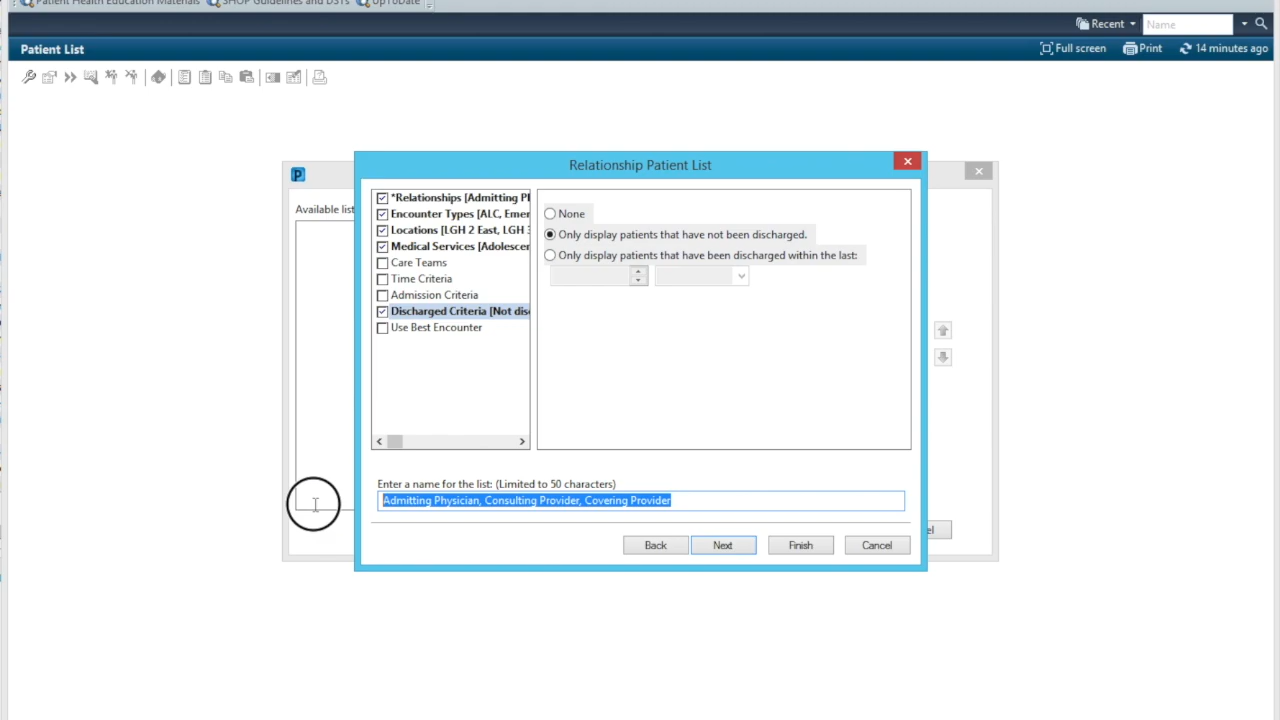 Patient Health Education Materials SHOP Guidelines and DSTs UpToDate
Recent Name
Patient List Full screen Print 14 minutes ago
Relationship Patient List
P
Available list
*Relationships [Admitting Pl
Encounter Types [ALC, Emer
Locations [LGH 2 East, LGH 3
Medical Services [Adolescen
Care Teams
Time Criteria
Admission Criteria
Discharged Criteria [Not disc
Use Best Encounter
None
Only display patients that have not been discharged.
Only display patients that have been discharged within the last:
Enter a name for the list: (Limited to 50 characters)
Admitting Physician, Consulting Provider, Covering Provider
Back Next Finish Cancel
el